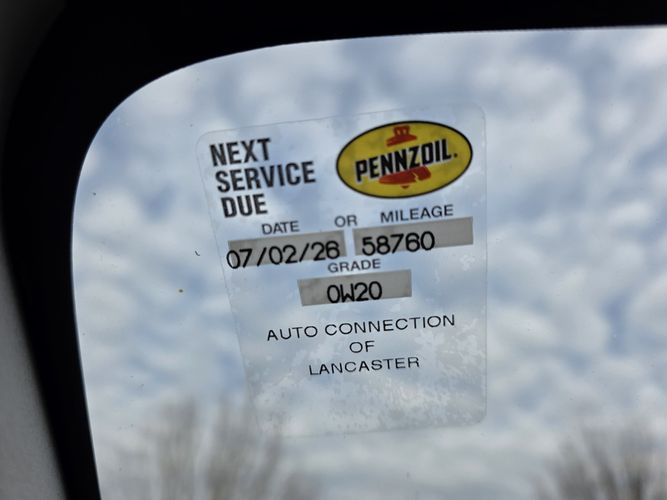 NEXT
SERVICE
DUE
PENNZOIL.
DATE OR MILEAGE
07/02/26 58760
GRADE
0W20
AUTO CONNECTION
OF
LANCASTER